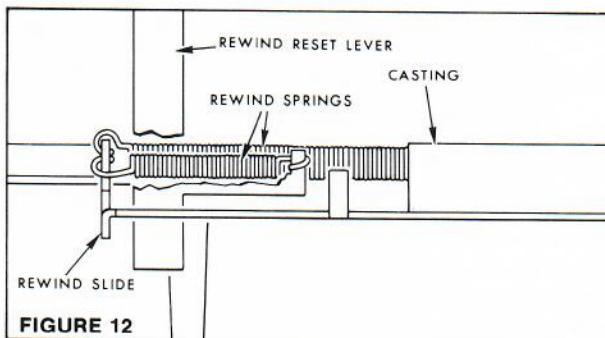 REWIND RESET LEVER
CASTING
REWIND SPRINGS
REWIND SLIDE
FIGURE 12